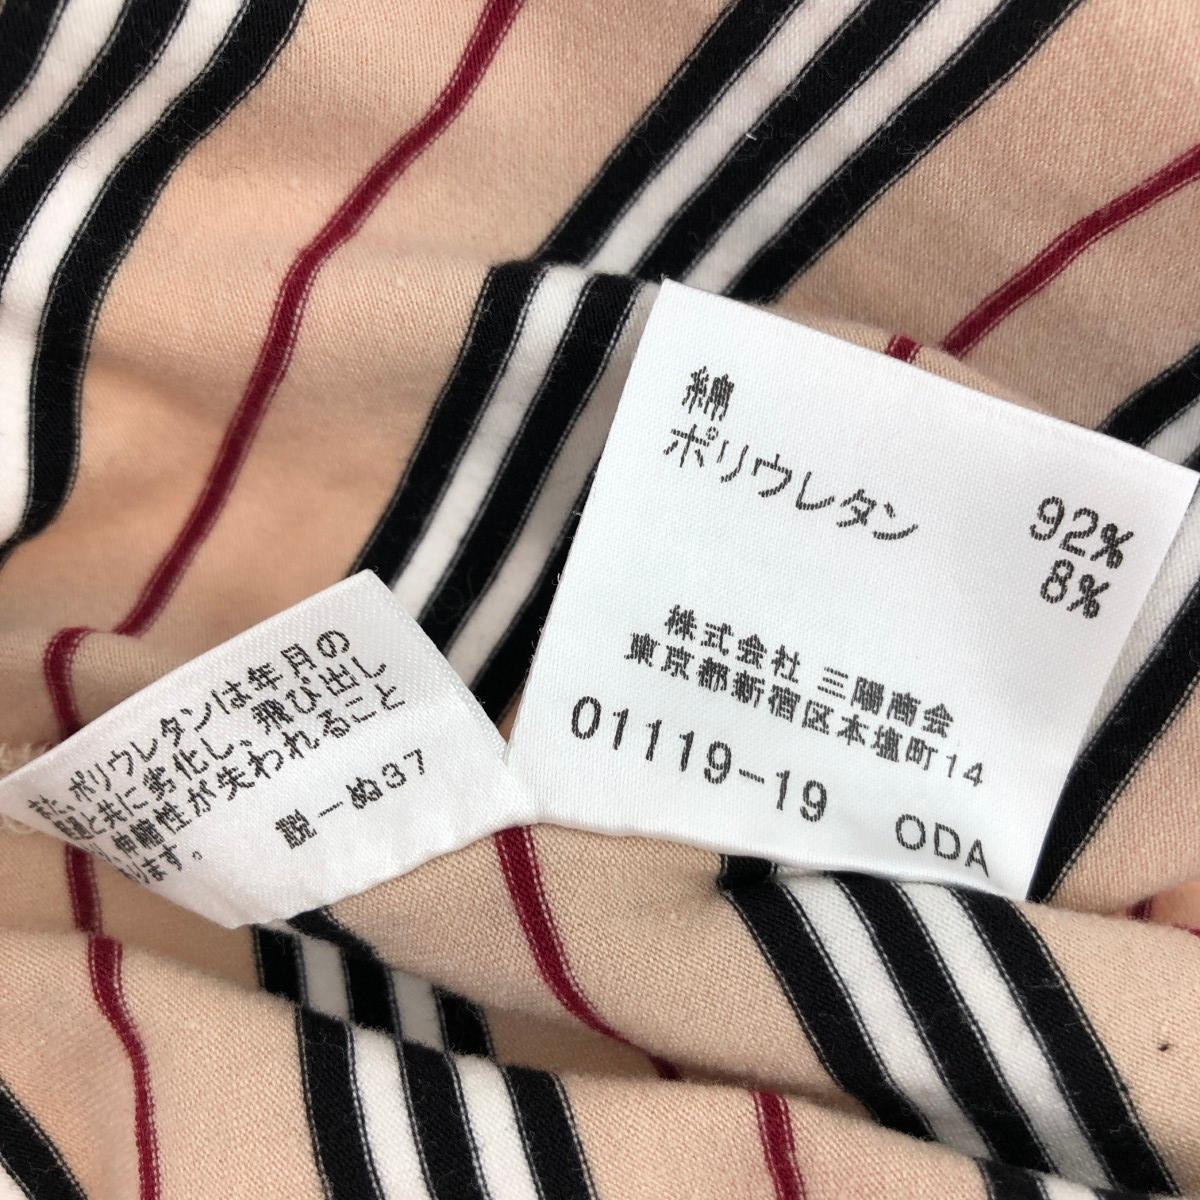 綿 92%
ポリウレタン 8%
株式会社 三陽商会
東京都新宿区本塩町14
01119-19
ODA
また、ポリウレタンは年月の
と共に劣化し、飛び出し
伸縮性が失われること
ります。
説-ぬ37